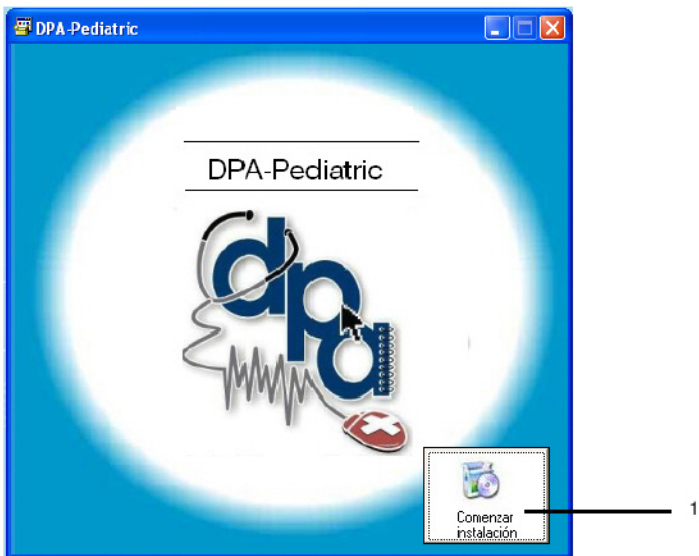 DPA-Pediatric
DPA-Pediatric
dpa
Comenzar
instalación
1